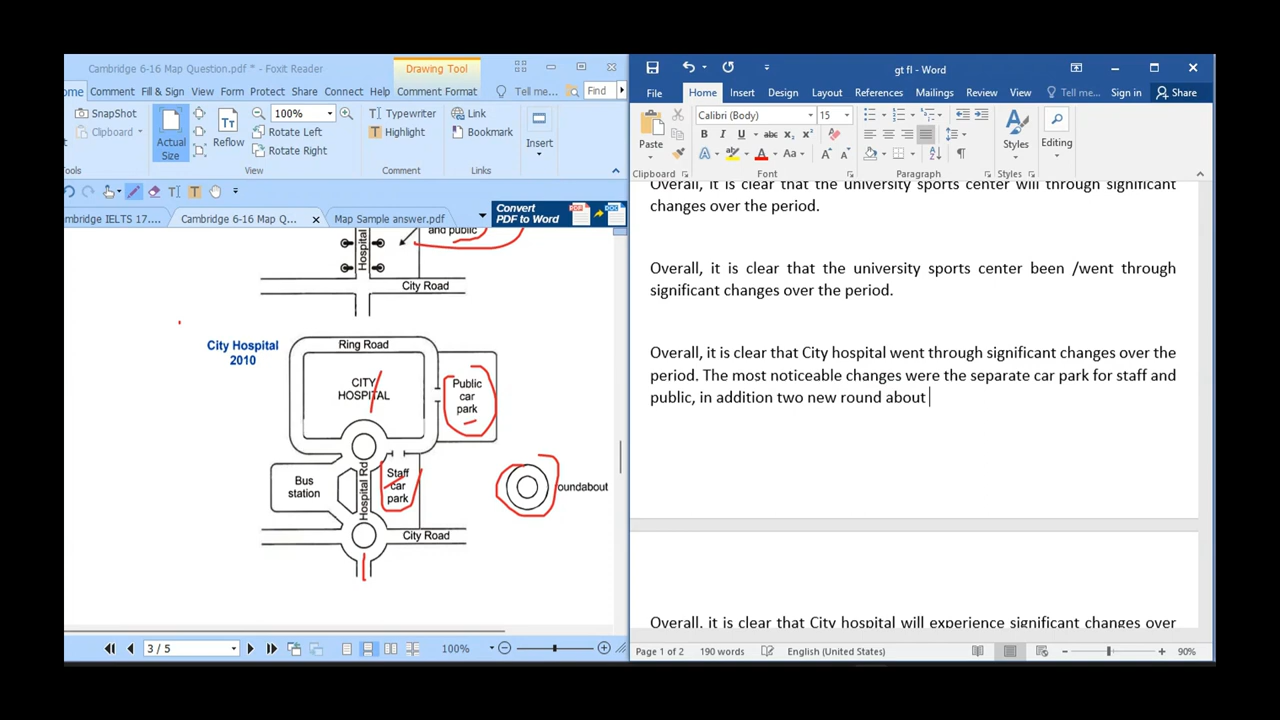 Cambridge 6-16 Map Question.pdf * - Foxit Reader
Drawing Tool
Comment Fill & Sign View Form Protect Share Connect Help Comment Format Tell me... Find
SnapShot
Clipboard
Actual Size
Reflow
100%
Rotate Left
Rotate Right
View
Typewriter
Highlight
Comment
Link
Bookmark
Links
Insert
Cambridge 6-16 Map Q...
Map Sample answer.pdf
Convert
PDF to Word
and public
Hospital
City Road
City Hospital
2010
Ring Road
CITY
HOSPITAL
Public
car
park
Bus
station
Hospital Rd
Staff
car
park
City Road
3 / 5
100%
gt fl - Word
File Home Insert Design Layout References Mailings Review View Tell me... Sign in Share
Paste
Clipboard
Calibri (Body) 15
B I U abc x₂ x²
Aa
Font
Paragraph
Styles
Styles
Editing
Overall, it is clear that the university sports center will through significant
changes over the period.
Overall, it is clear that the university sports center been /went through
significant changes over the period.
Overall, it is clear that City hospital went through significant changes over the
period. The most noticeable changes were the separate car park for staff and
public, in addition two new round about
Overall, it is clear that City hospital will experience significant changes over
Page 1 of 2 190 words English (United States) 90%